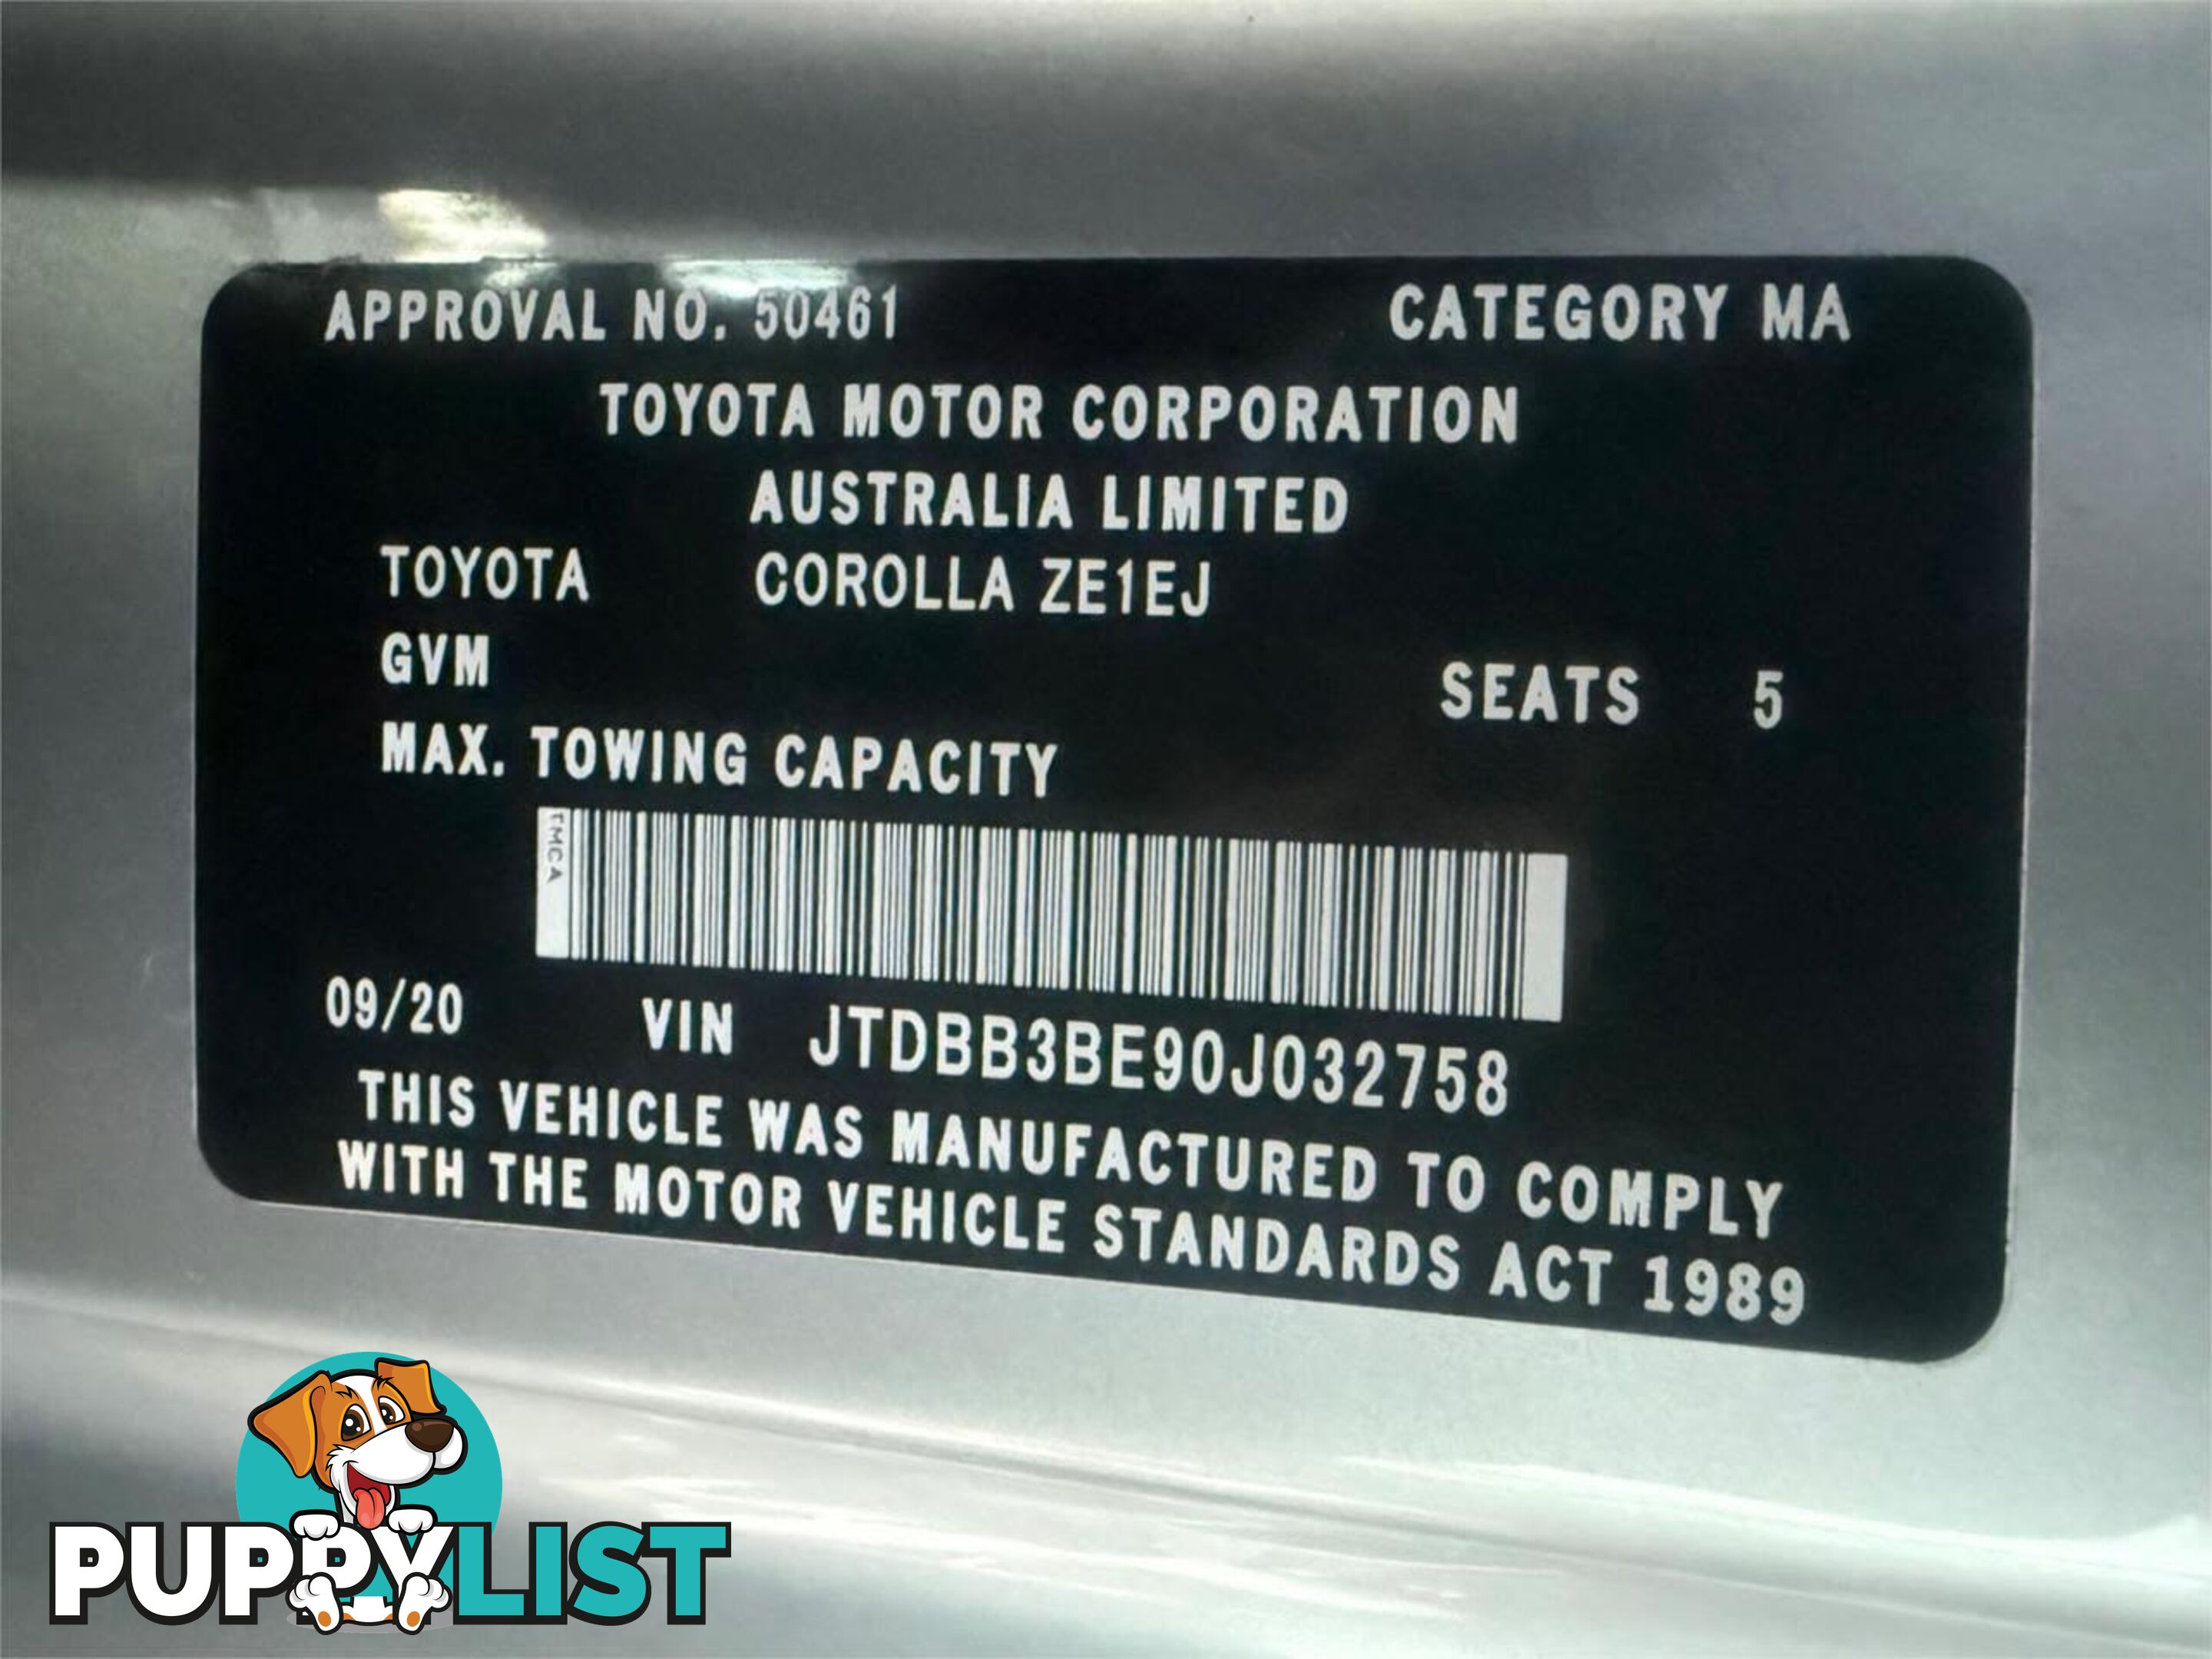 APPROVAL NO. 50461 CATEGORY MA
TOYOTA MOTOR CORPORATION
AUSTRALIA LIMITED
TOYOTA COROLLA ZE1EJ
GVM
SEATS 5
MAX. TOWING CAPACITY
TMCA
09/20 VIN JTDBB3BE90J032758
THIS VEHICLE WAS MANUFACTURED TO COMPLY
WITH THE MOTOR VEHICLE STANDARDS ACT 1989
PUPPYLIST